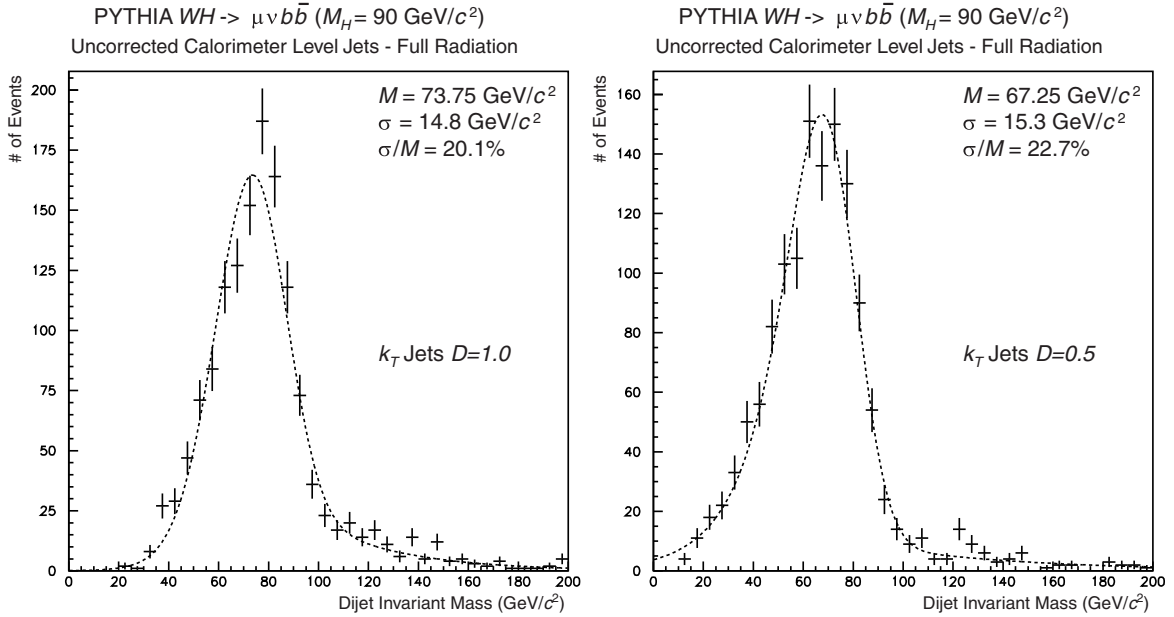 PYTHIA WH -> μνbb̄ (M_H = 90 GeV/c²)
Uncorrected Calorimeter Level Jets - Full Radiation
# of Events
200
175
150
125
100
75
50
25
0
M = 73.75 GeV/c²
σ = 14.8 GeV/c²
σ/M = 20.1%
k_T Jets D=1.0
0 20 40 60 80 100 120 140 160 180 200
Dijet Invariant Mass (GeV/c²)
PYTHIA WH -> μνbb̄ (M_H = 90 GeV/c²)
Uncorrected Calorimeter Level Jets - Full Radiation
# of Events
160
140
120
100
80
60
40
20
0
M = 67.25 GeV/c²
σ = 15.3 GeV/c²
σ/M = 22.7%
k_T Jets D=0.5
0 20 40 60 80 100 120 140 160 180 200
Dijet Invariant Mass (GeV/c²)